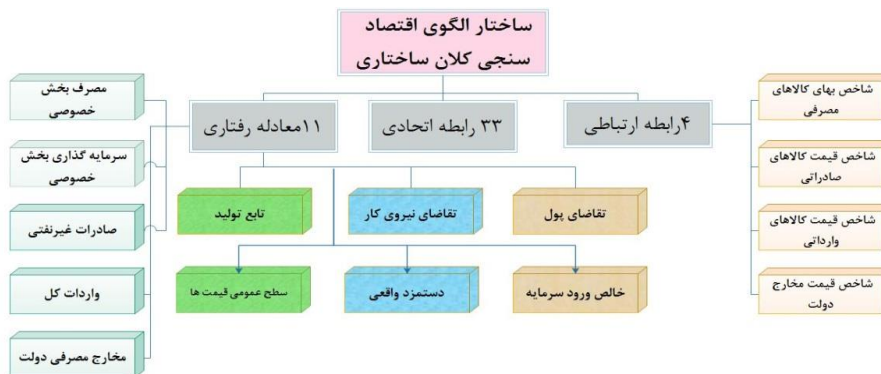 ساختار الگوی اقتصاد
سنجی کلان ساختاری
۴رابطه ارتباطی
۳۳ رابطه اتحادی
۱۱معادله رفتاری
شاخص بهای کالاهای
مصرفی
شاخص قیمت کالاهای
صادراتی
شاخص قیمت کالاهای
وارداتی
شاخص قیمت مخارج
دولت
تقاضای پول
تقاضای نیروی کار
تابع تولید
خالص ورود سرمایه
دستمزد واقعی
سطح عمومی قیمت ها
مصرف بخش
خصوصی
سرمایه گذاری بخش
خصوصی
صادرات غیرنفتی
واردات کل
مخارج مصرفی دولت